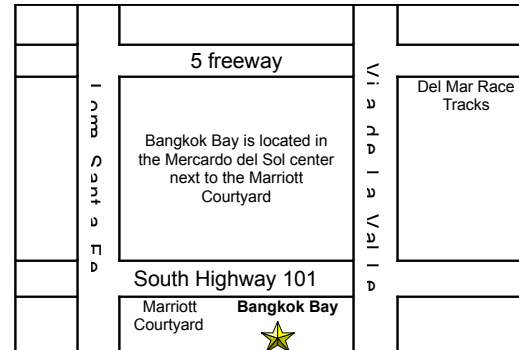 5 freeway
Loma Santa Fe
Via de la Valle
Del Mar Race
Tracks
Bangkok Bay is located in
the Mercardo del Sol center
next to the Marriott
Courtyard
South Highway 101
Marriott
Courtyard
Bangkok Bay